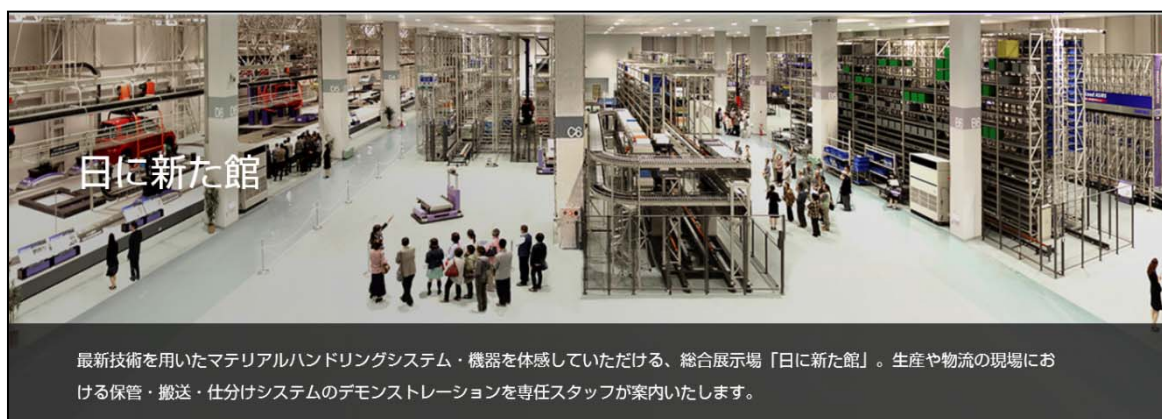 日に新た館
C6
最新技術を用いたマテリアルハンドリングシステム・機器を体感していただける、総合展示場「日に新た館」。生産や物流の現場にお
ける保管・搬送・仕分けシステムのデモンストレーションを専任スタッフが案内いたします。